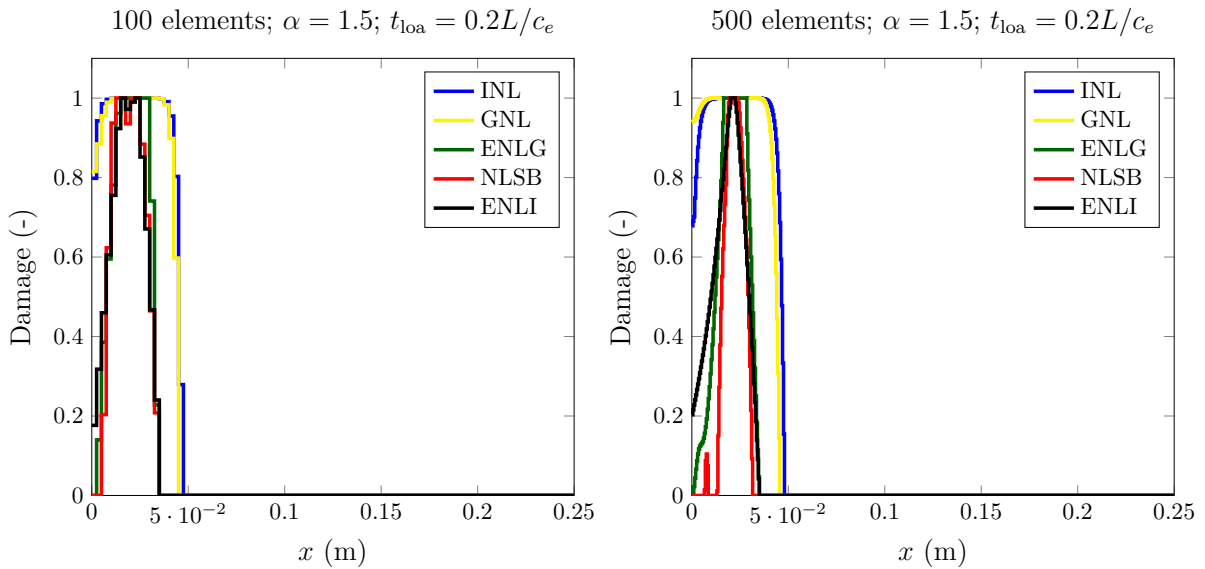 100 elements; α = 1.5; t_loa = 0.2L/c_e
Damage (-)
1
0.8
0.6
0.4
0.2
0
0
5 · 10⁻²
0.1
0.15
0.2
0.25
x (m)
INL
GNL
ENLG
NLSB
ENLI
500 elements; α = 1.5; t_loa = 0.2L/c_e
Damage (-)
1
0.8
0.6
0.4
0.2
0
0
5 · 10⁻²
0.1
0.15
0.2
0.25
x (m)
INL
GNL
ENLG
NLSB
ENLI